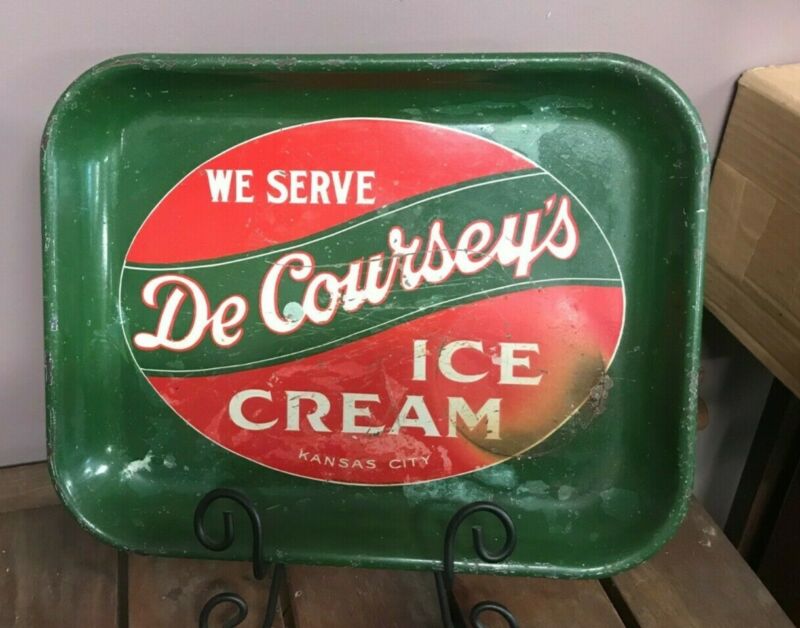 WE SERVE
De Coursey's
ICE
CREAM
KANSAS CITY